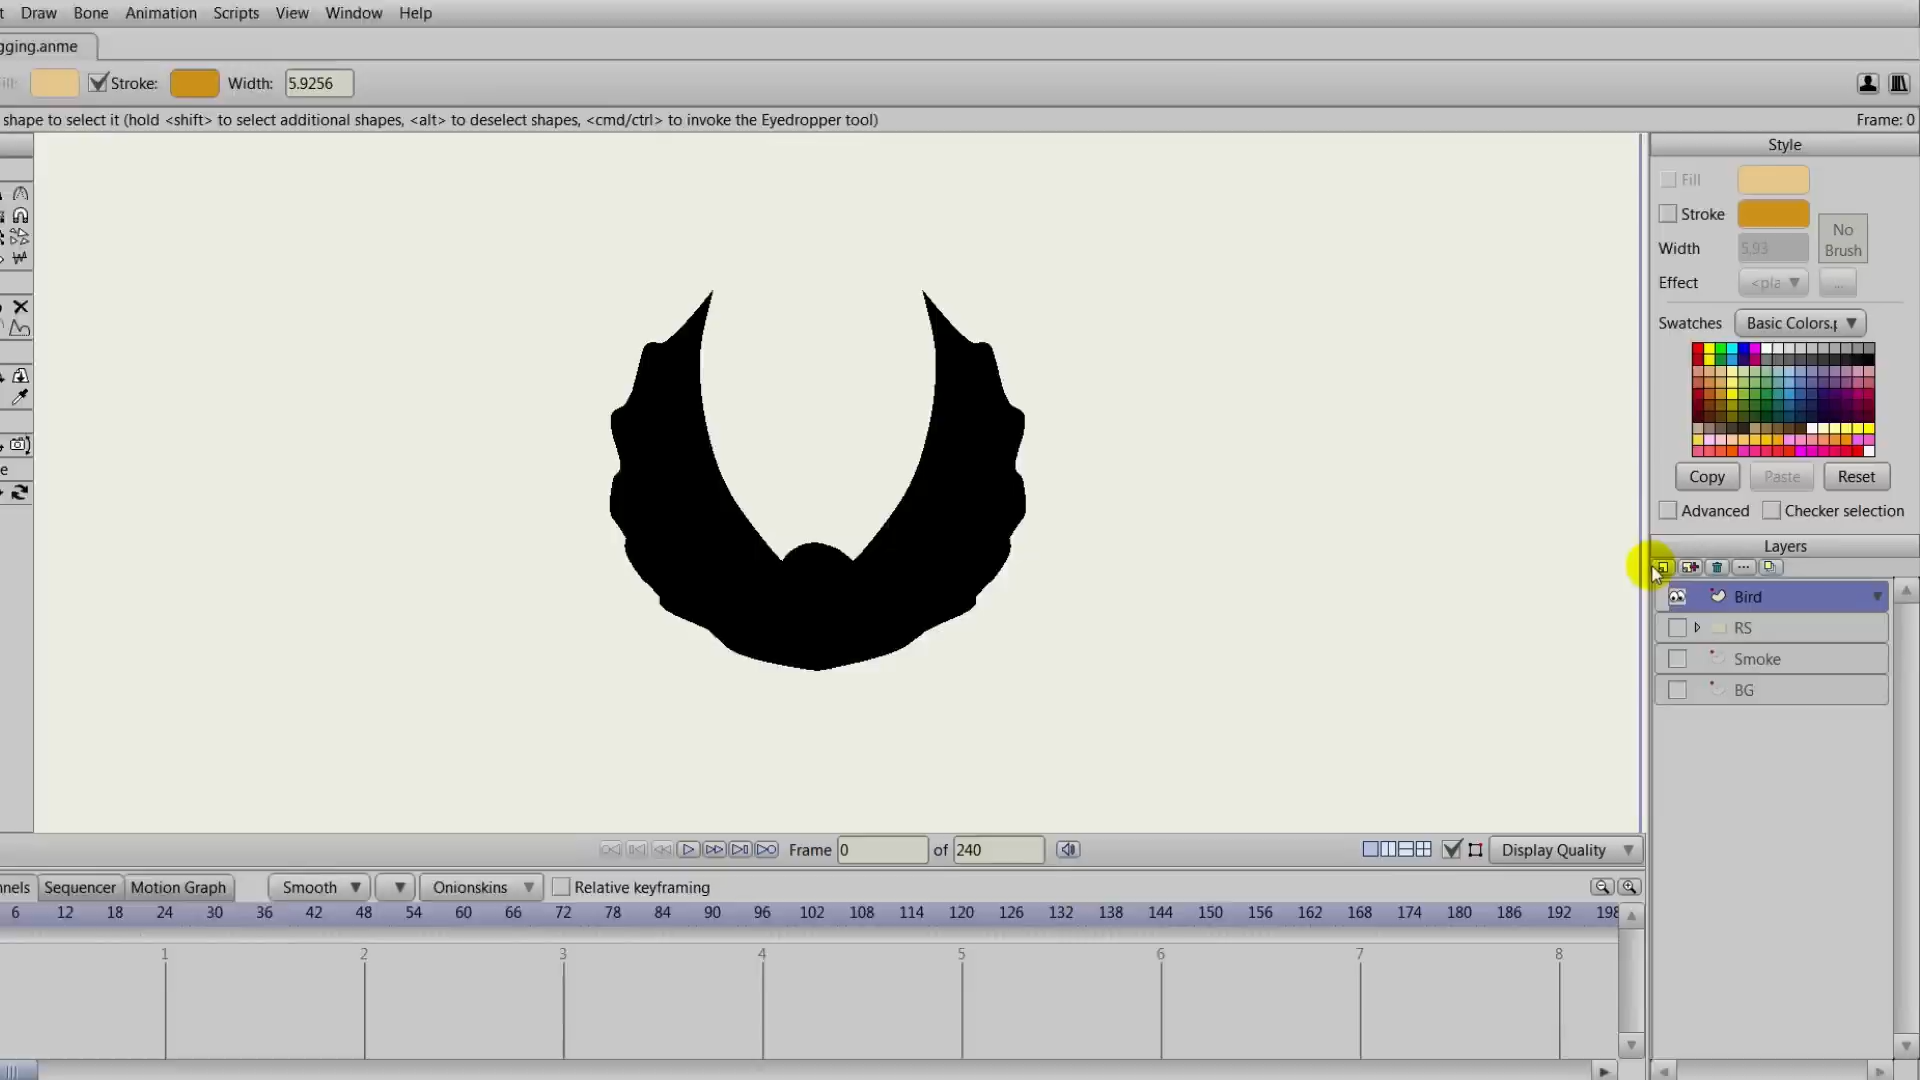 t Draw Bone Animation Scripts View Window Help
gging.anme
Stroke: Width: 5.9256
shape to select it (hold <shift> to select additional shapes, <alt> to deselect shapes, <cmd/ctrl> to invoke the Eyedropper tool) Frame: 0
Style
Fill
Stroke
No
Brush
Width 5.93
Effect <pla ...
Swatches Basic Colors.p
Copy Paste Reset
Advanced Checker selection
Layers
Bird
RS
Smoke
BG
e
Frame 0 of 240 Display Quality
nnels Sequencer Motion Graph Smooth Onionskins Relative keyframing
6 12 18 24 30 36 42 48 54 60 66 72 78 84 90 96 102 108 114 120 126 132 138 144 150 156 162 168 174 180 186 192 198
1 2 3 4 5 6 7 8